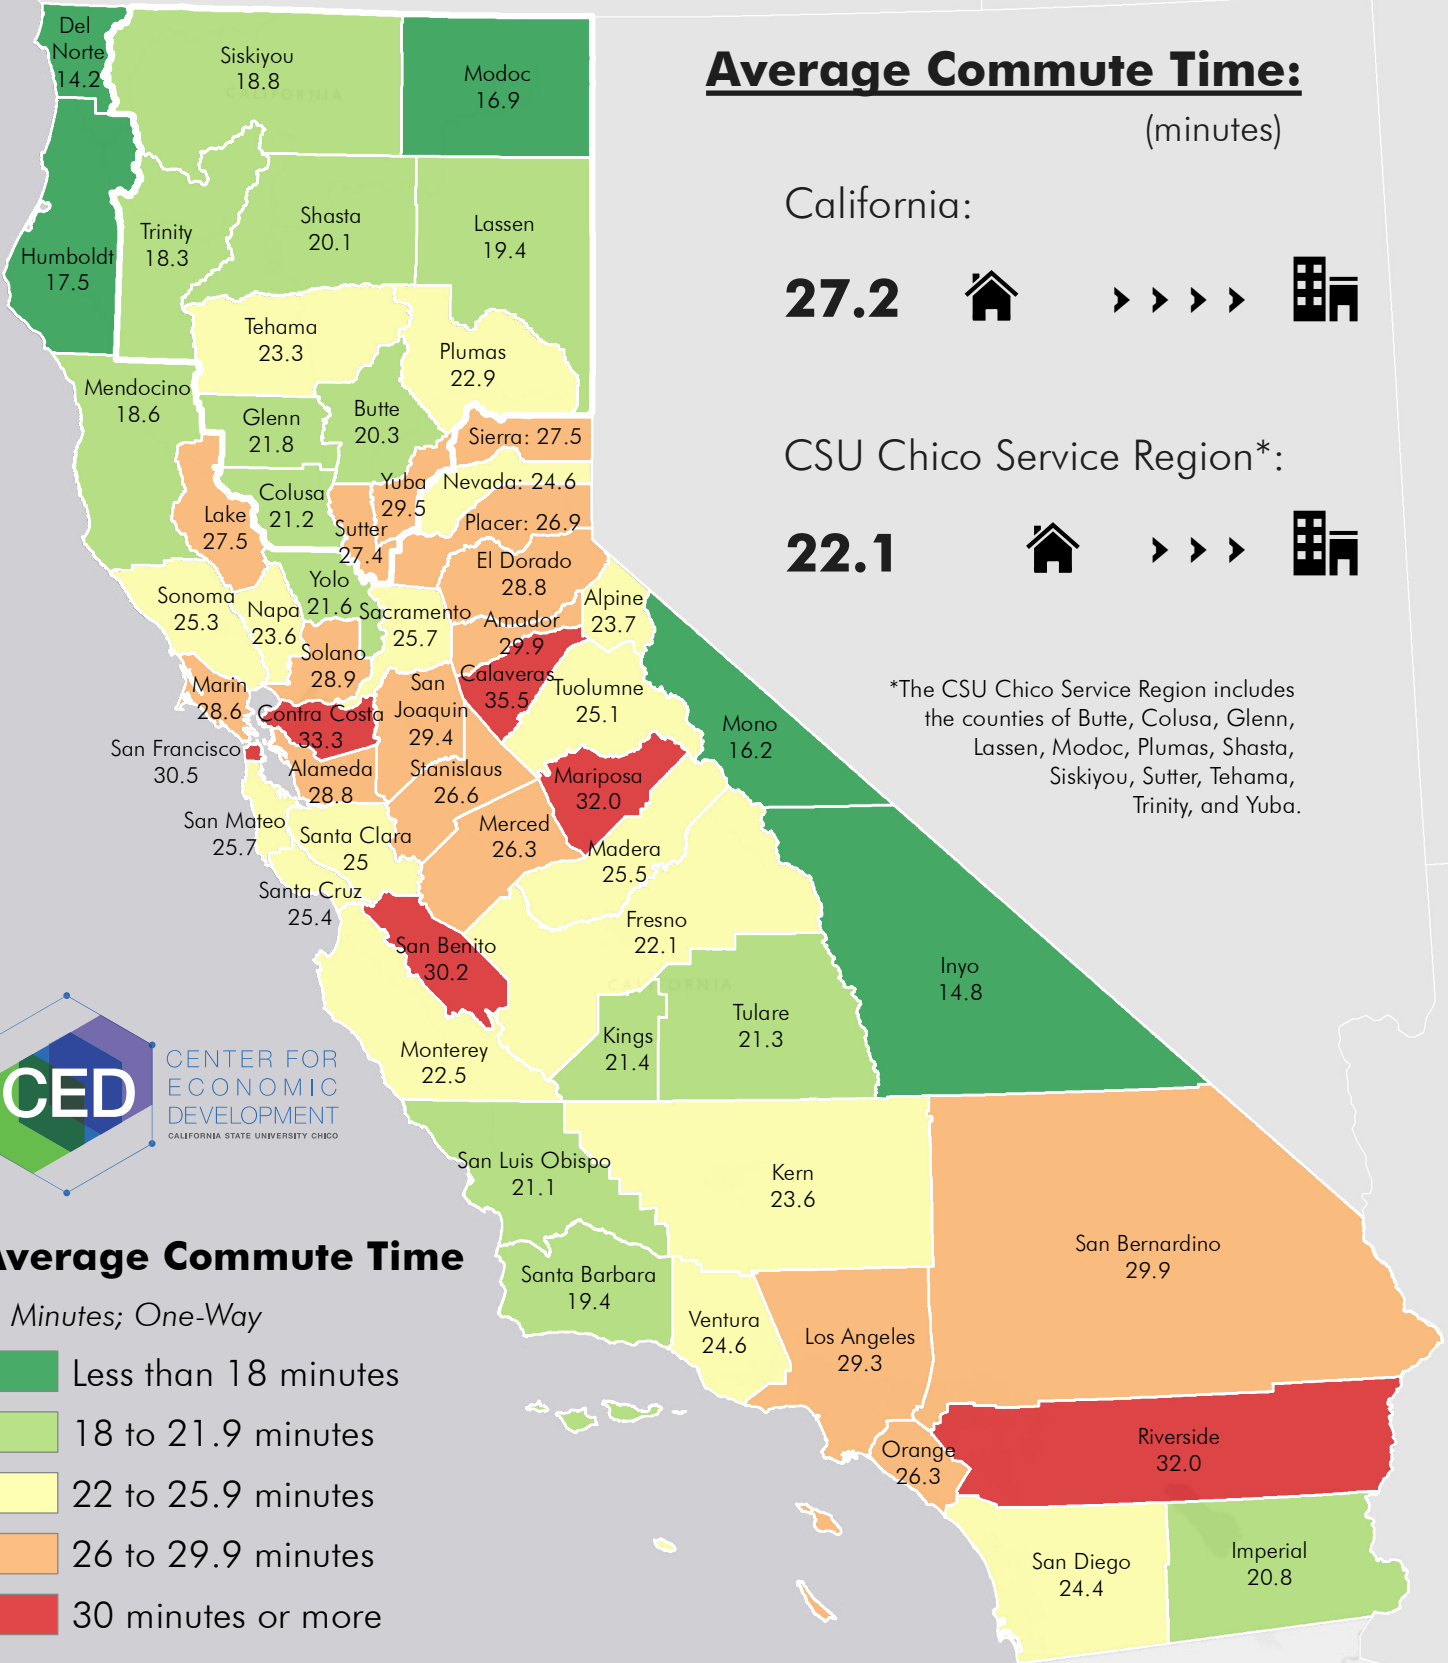 Average Commute Time:
(minutes)
California:
27.2
CSU Chico Service Region*:
22.1
*The CSU Chico Service Region includes
the counties of Butte, Colusa, Glenn,
Lassen, Modoc, Plumas, Shasta,
Siskiyou, Sutter, Tehama,
Trinity, and Yuba.
Del
Norte
14.2
Siskiyou
18.8
CALIFORNIA
Modoc
16.9
Humboldt
17.5
Trinity
18.3
Shasta
20.1
Lassen
19.4
Tehama
23.3
Plumas
22.9
Mendocino
18.6
Glenn
21.8
Butte
20.3
Sierra: 27.5
Nevada: 24.6
Yuba
29.5
Colusa
21.2
Lake
27.5
Sutter
27.4
Placer: 26.9
El Dorado
28.8
Yolo
21.6
Sonoma
25.3
Napa
23.6
Sacramento
25.7
Amador
29.9
Alpine
23.7
Solano
28.9
Marin
28.6
Calaveras
35.5
Tuolumne
25.1
San
Joaquin
29.4
Contra Costa
33.3
Mono
16.2
San Francisco
30.5
Alameda
28.8
Stanislaus
26.6
Mariposa
32.0
San Mateo
25.7
Santa Clara
25
Merced
26.3
Madera
25.5
Santa Cruz
25.4
San Benito
30.2
Fresno
22.1
CALIFORNIA
Inyo
14.8
Monterey
22.5
Kings
21.4
Tulare
21.3
San Luis Obispo
21.1
Kern
23.6
San Bernardino
29.9
Santa Barbara
19.4
Ventura
24.6
Los Angeles
29.3
Orange
26.3
Riverside
32.0
San Diego
24.4
Imperial
20.8
CED
CENTER FOR
ECONOMIC
DEVELOPMENT
CALIFORNIA STATE UNIVERSITY CHICO
Average Commute Time
Minutes; One-Way
Less than 18 minutes
18 to 21.9 minutes
22 to 25.9 minutes
26 to 29.9 minutes
30 minutes or more